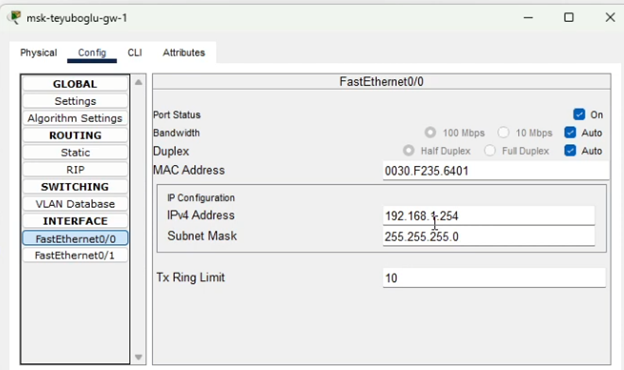 msk-teyuboglu-gw-1
Physical Config CLI Attributes
GLOBAL
Settings
Algorithm Settings
ROUTING
Static
RIP
SWITCHING
VLAN Database
INTERFACE
FastEthernet0/0
FastEthernet0/1
FastEthernet0/0
Port Status On
Bandwidth 100 Mbps 10 Mbps Auto
Duplex Half Duplex Full Duplex Auto
MAC Address 0030.F235.6401
IP Configuration
IPv4 Address 192.168.1.254
Subnet Mask 255.255.255.0
Tx Ring Limit 10